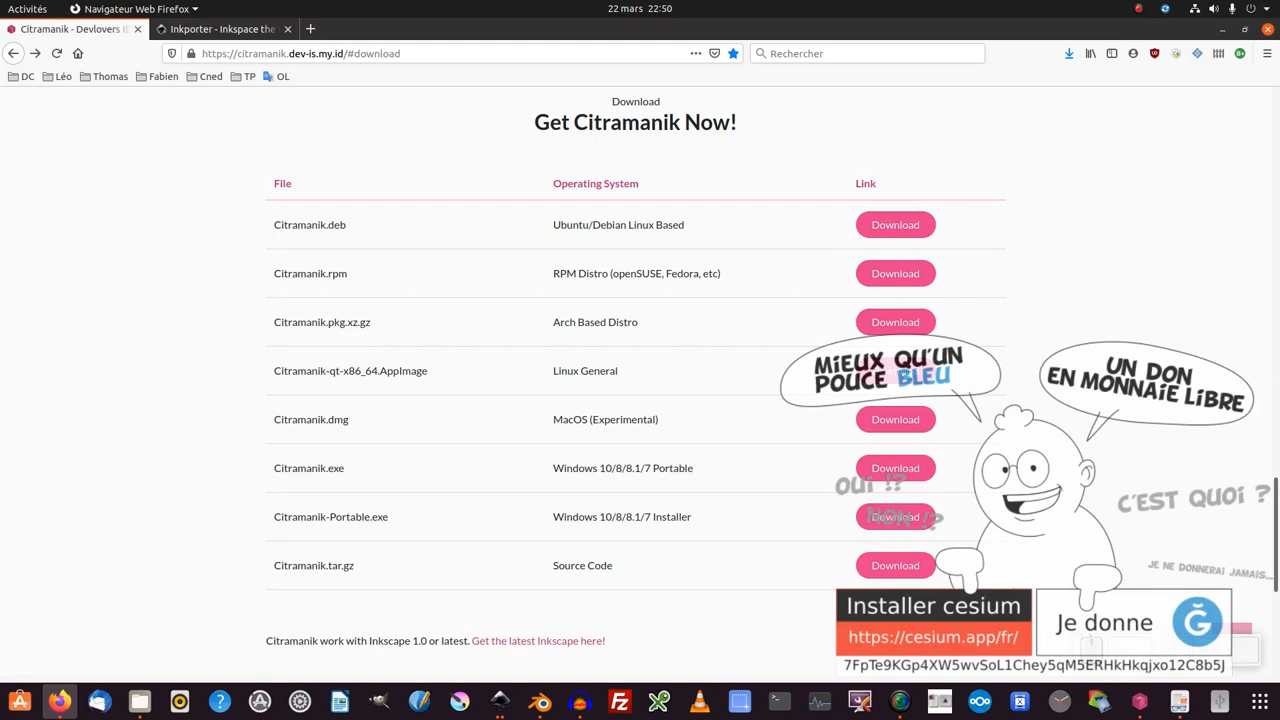 Activités
Navigateur Web Firefox
22 mars 22:50
Citramanik - Devlovers I
Inkporter - Inkspace the
https://citramanik.dev-is.my.id/#download
Rechercher
DC
Léo
Thomas
Fabien
Cned
TP
OL
Download
Get Citramanik Now!
File Operating System Link
Citramanik.deb Ubuntu/Debian Linux Based Download
Citramanik.rpm RPM Distro (openSUSE, Fedora, etc) Download
Citramanik.pkg.xz.gz Arch Based Distro Download
Citramanik-qt-x86_64.AppImage Linux General
Citramanik.dmg MacOS (Experimental) Download
Citramanik.exe Windows 10/8/8.1/7 Portable Download
Citramanik-Portable.exe Windows 10/8/8.1/7 Installer Download
Citramanik.tar.gz Source Code Download
Citramanik work with Inkscape 1.0 or latest. Get the latest Inkscape here!
MIEUX QU'UN
POUCE BLEU
UN DON
EN MONNAIE LIBRE
OUI !?
NON !?
C'EST QUOI ?
JE NE DONNERAI JAMAIS...
Installer cesium
https://cesium.app/fr/
Je donne
Ğ
7FpTe9KGp4XW5wvSoL1Chey5qM5ERHkHkqjxo12C8b5J